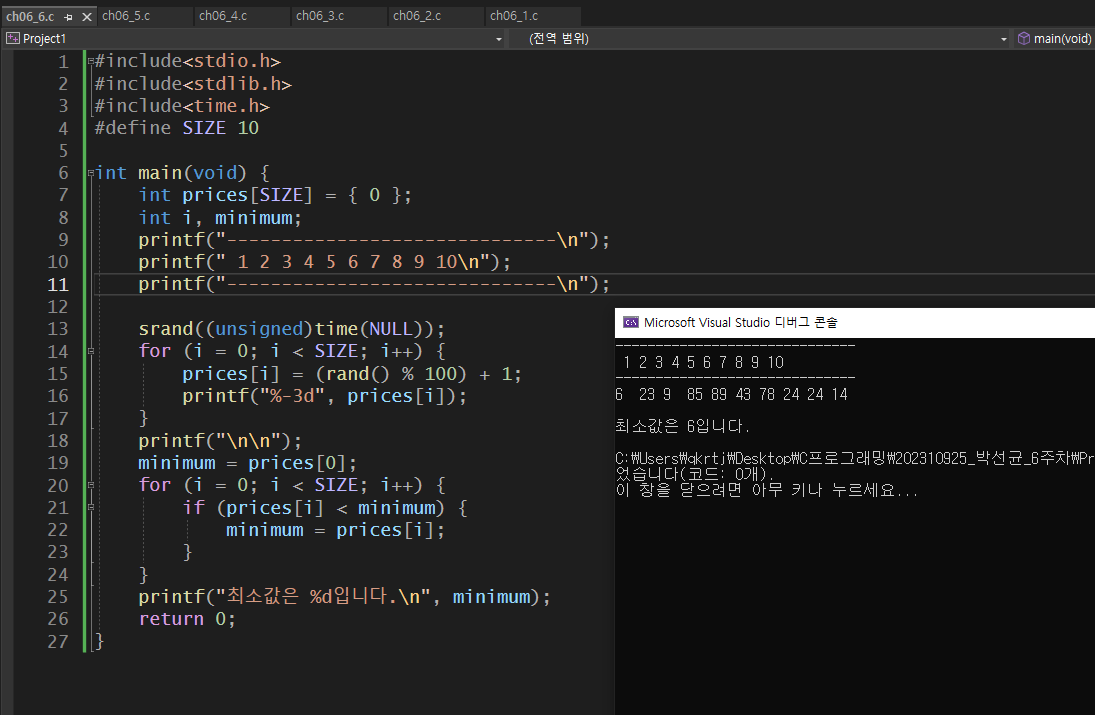 ch06_6.c ch06_5.c ch06_4.c ch06_3.c ch06_2.c ch06_1.c
Project1 (전역 범위) main(void)
1 #include<stdio.h>
2 #include<stdlib.h>
3 #include<time.h>
4 #define SIZE 10
5
6 int main(void) {
7 int prices[SIZE] = { 0 };
8 int i, minimum;
9 printf("------------------------------\n");
10 printf(" 1 2 3 4 5 6 7 8 9 10\n");
11 printf("------------------------------\n");
12
13 srand((unsigned)time(NULL));
14 for (i = 0; i < SIZE; i++) {
15 prices[i] = (rand() % 100) + 1;
16 printf("%-3d", prices[i]);
17 }
18 printf("\n\n");
19 minimum = prices[0];
20 for (i = 0; i < SIZE; i++) {
21 if (prices[i] < minimum) {
22 minimum = prices[i];
23 }
24 }
25 printf("최소값은 %d입니다.\n", minimum);
26 return 0;
27 }
Microsoft Visual Studio 디버그 콘솔
------------------------------
1 2 3 4 5 6 7 8 9 10
------------------------------
6 23 9 85 89 43 78 24 24 14
최소값은 6입니다.
C:\Users\qkrtj\Desktop\C프로그래밍\202310925_박선균_6주차\Pr
었습니다(코드: 0개).
이 창을 닫으려면 아무 키나 누르세요...